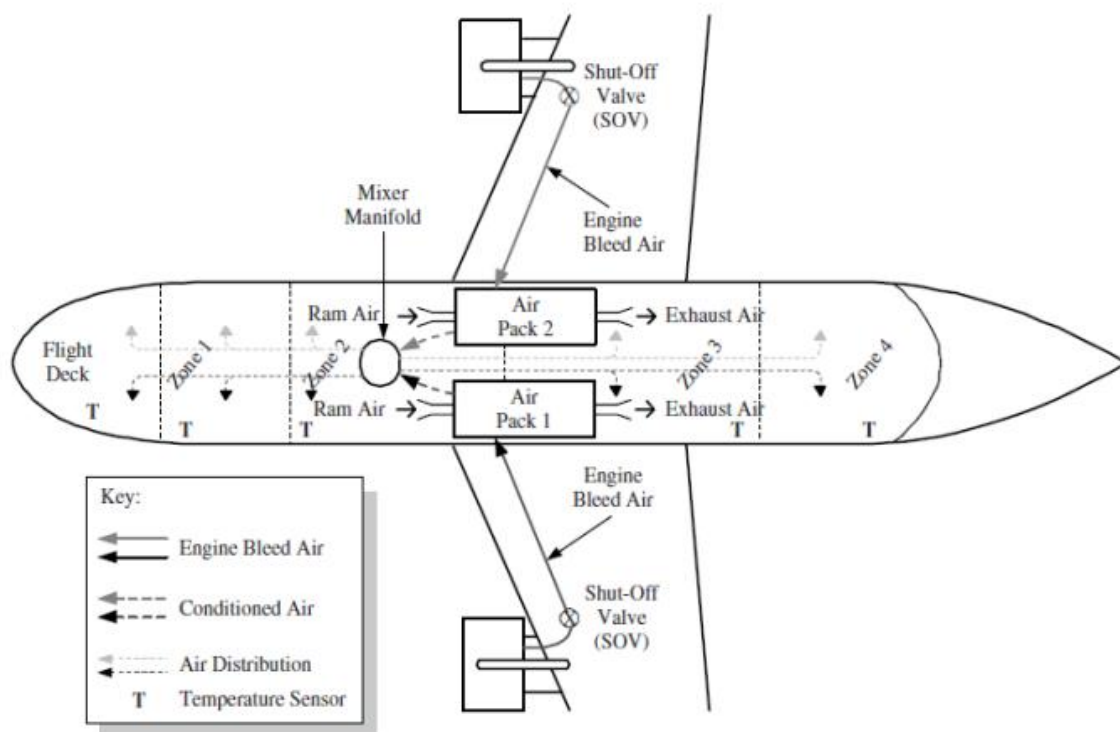 Shut-Off
Valve
(SOV)
Mixer
Manifold
Engine
Bleed Air
Ram Air
Air
Pack 2
Exhaust Air
Flight
Deck
Zone 1
Zone 2
Zone 3
Zone 4
T
T
T
T
T
Ram Air
Air
Pack 1
Exhaust Air
Engine
Bleed Air
Shut-Off
Valve
(SOV)
Key:
Engine Bleed Air
Conditioned Air
Air Distribution
T Temperature Sensor